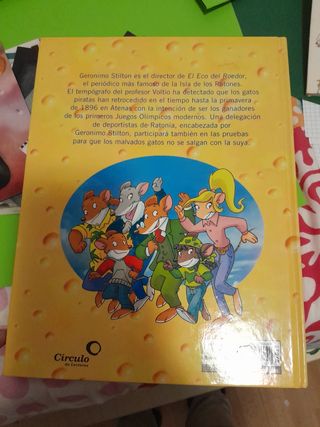 Geronimo Stilton es el director de El Eco del Roedor,
el periódico más famoso de la Isla de los Ratones.
El tempógrafo del profesor Voltio ha detectado que los gatos
piratas han retrocedido en el tiempo hasta la primavera
de 1896 en Atenas con la intención de ser los ganadores
de los primeros Juegos Olímpicos modernos. Una delegación
de deportistas de Ratonia, encabezada por
Geronimo Stilton, participará también en las pruebas
para que los malvados gatos no se salgan con la suya.
Círculo
de Lectores